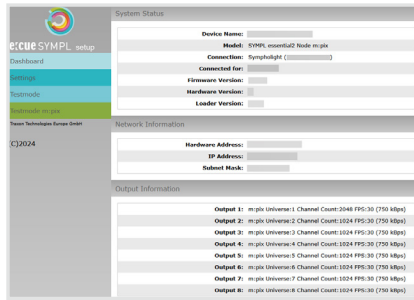 System Status
e:cue SYMPL setup
Dashboard
Settings
Testmode
Testmode m:pix
Traxon Technologies Europe GmbH
(C)2024
Device Name:
Model: SYMPL essential2 Node m:pix
Connection: Sympholight (
Connected for:
Firmware Version:
Hardware Version:
Loader Version:
Network Information
Hardware Address:
IP Address:
Subnet Mask:
Output Information
Output 1: m:pix Universe:1 Channel Count:2048 FPS:30 (750 kBps)
Output 2: m:pix Universe:2 Channel Count:1024 FPS:30 (750 kBps)
Output 3: m:pix Universe:3 Channel Count:1024 FPS:30 (750 kBps)
Output 4: m:pix Universe:4 Channel Count:1024 FPS:30 (750 kBps)
Output 5: m:pix Universe:5 Channel Count:1024 FPS:30 (750 kBps)
Output 6: m:pix Universe:6 Channel Count:1024 FPS:30 (750 kBps)
Output 7: m:pix Universe:7 Channel Count:1024 FPS:30 (750 kBps)
Output 8: m:pix Universe:8 Channel Count:1024 FPS:30 (750 kBps)